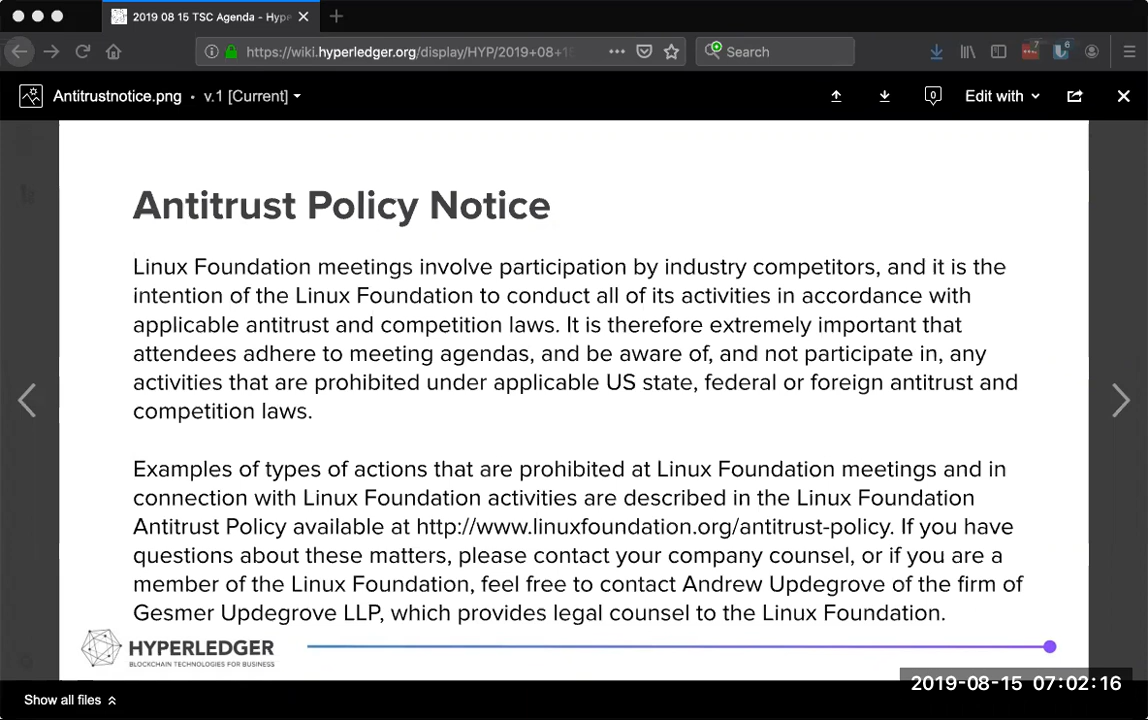 2019 08 15 TSC Agenda - Hype
https://wiki.hyperledger.org/display/HYP/2019+08+15
Search
7
6
Antitrustnotice.png • v.1 [Current]
0
Edit with
Antitrust Policy Notice
Linux Foundation meetings involve participation by industry competitors, and it is the
intention of the Linux Foundation to conduct all of its activities in accordance with
applicable antitrust and competition laws. It is therefore extremely important that
attendees adhere to meeting agendas, and be aware of, and not participate in, any
activities that are prohibited under applicable US state, federal or foreign antitrust and
competition laws.
Examples of types of actions that are prohibited at Linux Foundation meetings and in
connection with Linux Foundation activities are described in the Linux Foundation
Antitrust Policy available at http://www.linuxfoundation.org/antitrust-policy. If you have
questions about these matters, please contact your company counsel, or if you are a
member of the Linux Foundation, feel free to contact Andrew Updegrove of the firm of
Gesmer Updegrove LLP, which provides legal counsel to the Linux Foundation.
HYPERLEDGER
BLOCKCHAIN TECHNOLOGIES FOR BUSINESS
2019-08-15 07:02:16
Show all files